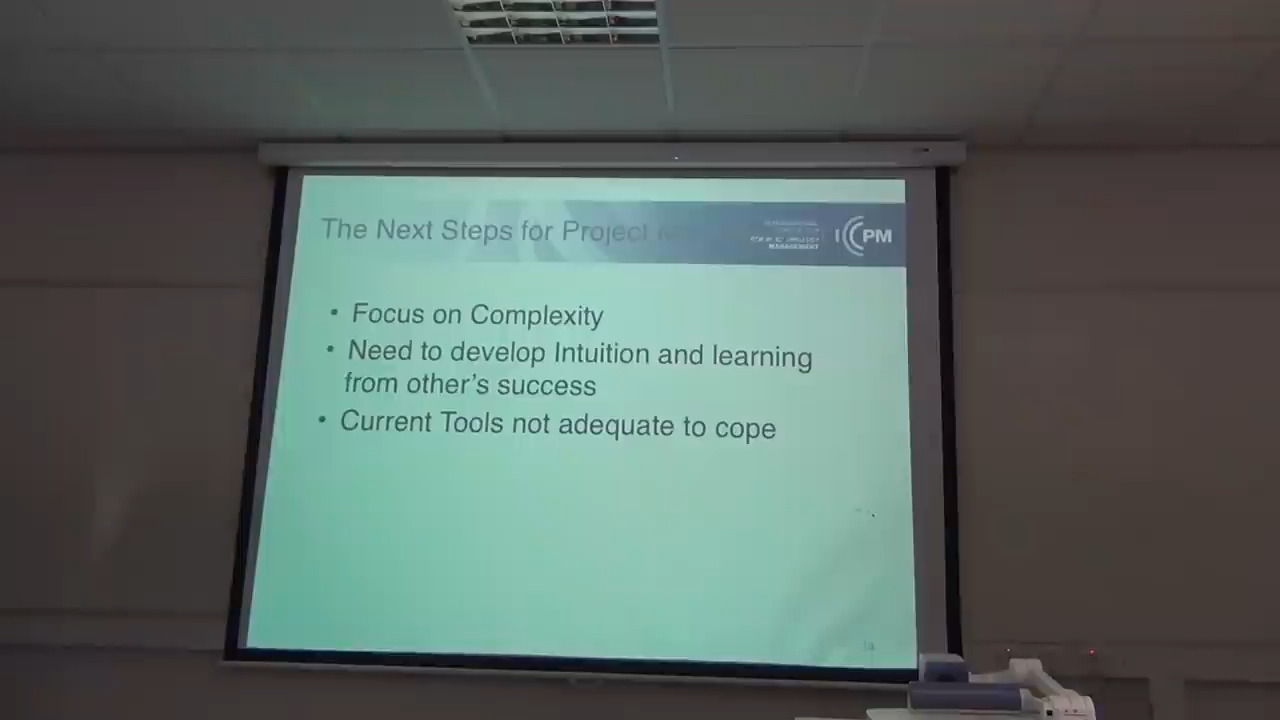 The Next Steps for Project
ICCPM
• Focus on Complexity
• Need to develop Intuition and learning
from other's success
• Current Tools not adequate to cope